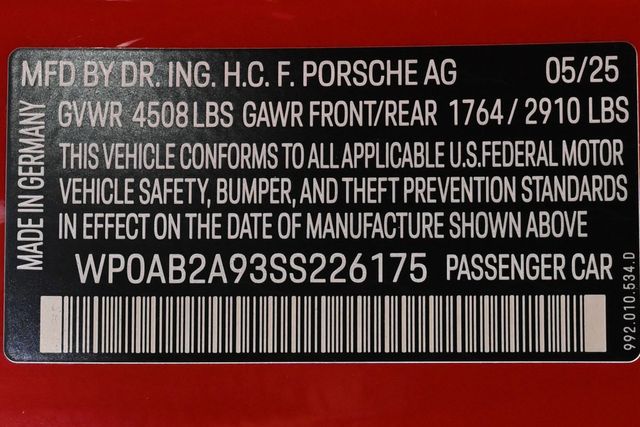 MFD BY DR. ING. H.C. F. PORSCHE AG 05/25
GVWR 4508 LBS GAWR FRONT/REAR 1764 / 2910 LBS
THIS VEHICLE CONFORMS TO ALL APPLICABLE U.S.FEDERAL MOTOR
VEHICLE SAFETY, BUMPER, AND THEFT PREVENTION STANDARDS
IN EFFECT ON THE DATE OF MANUFACTURE SHOWN ABOVE
WP0AB2A93SS226175 PASSENGER CAR
MADE IN GERMANY
992.010.534.D